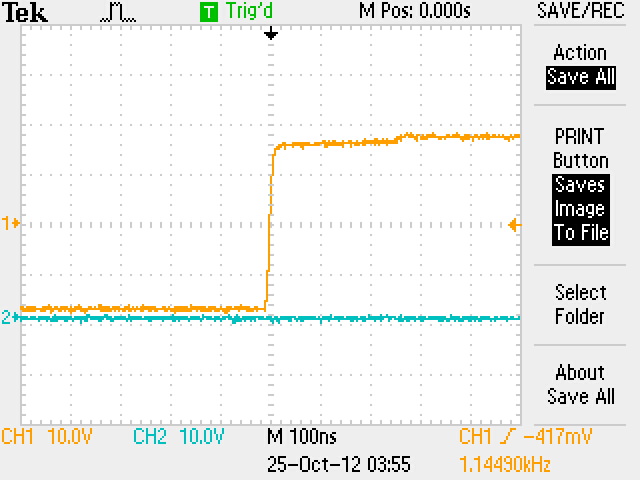 Tek T Trig'd M Pos: 0.000s SAVE/REC
Action
Save All
PRINT
Button
Saves
Image
To File
1
2
Select
Folder
About
Save All
CH1 10.0V CH2 10.0V M 100ns CH1 -417mV
25-Oct-12 03:55 1.14490kHz